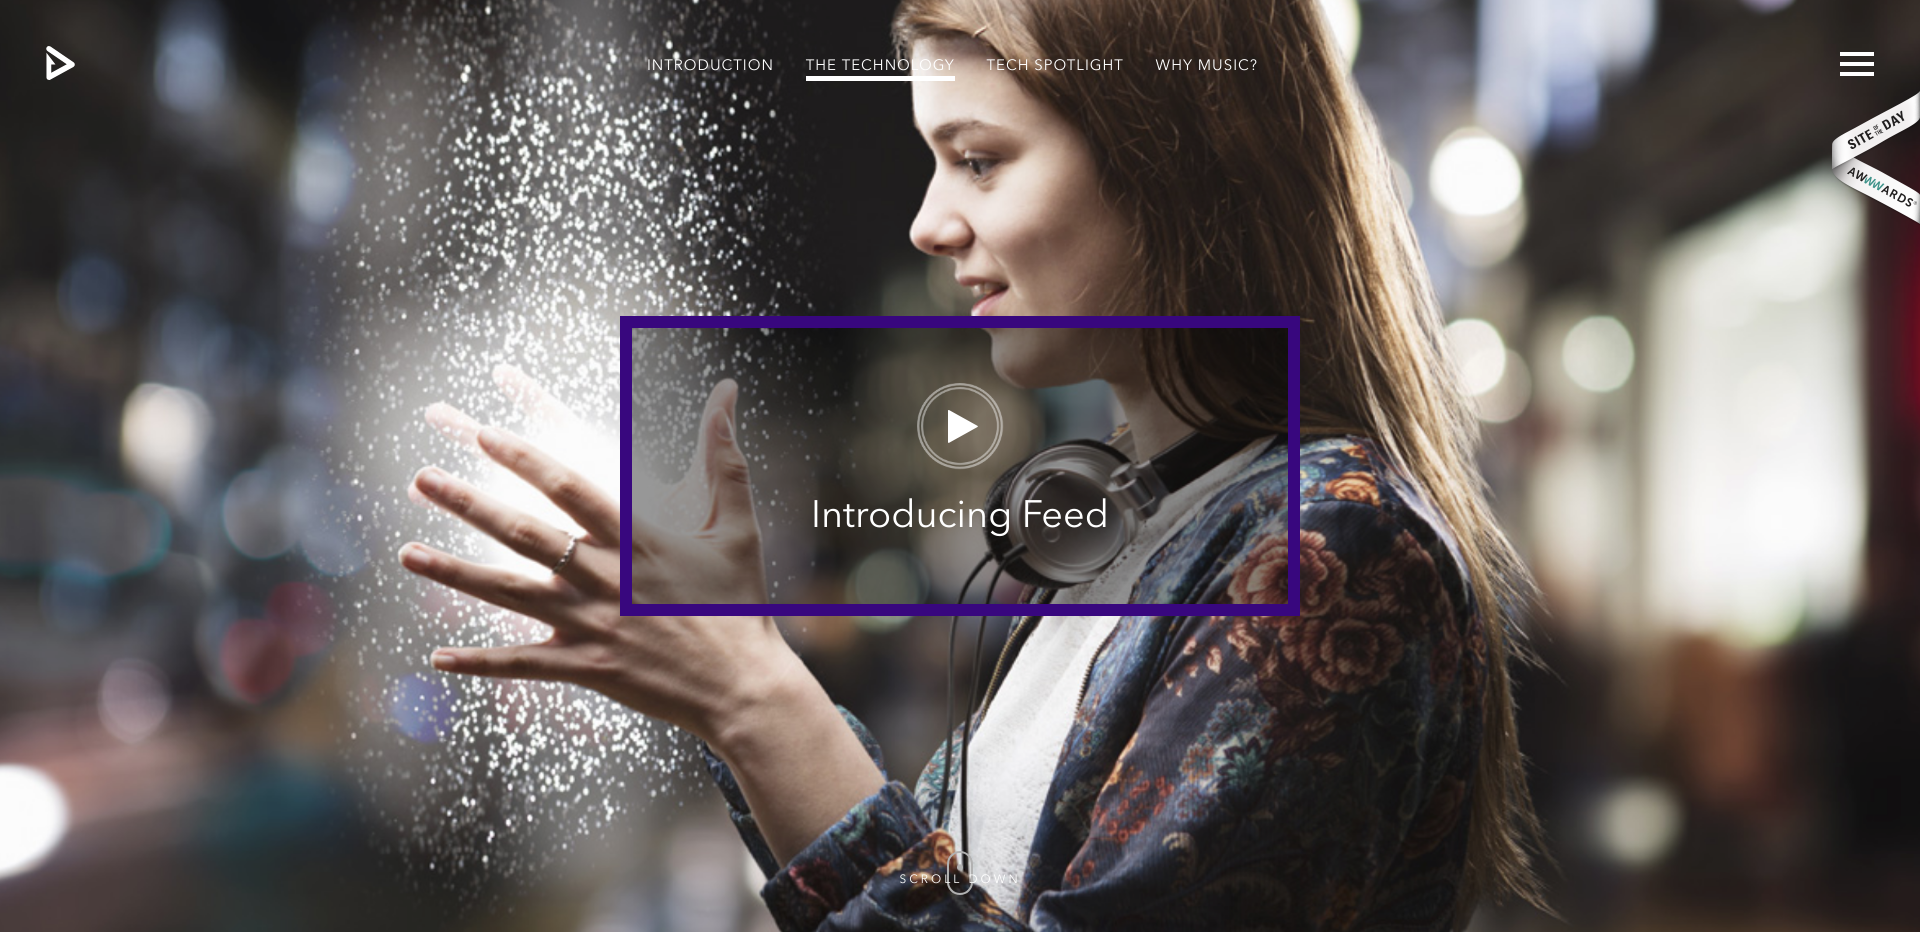 INTRODUCTION THE TECHNOLOGY TECH SPOTLIGHT WHY MUSIC?
SITE OF THE DAY
AWWWARDS
Introducing Feed
SCROLL DOWN